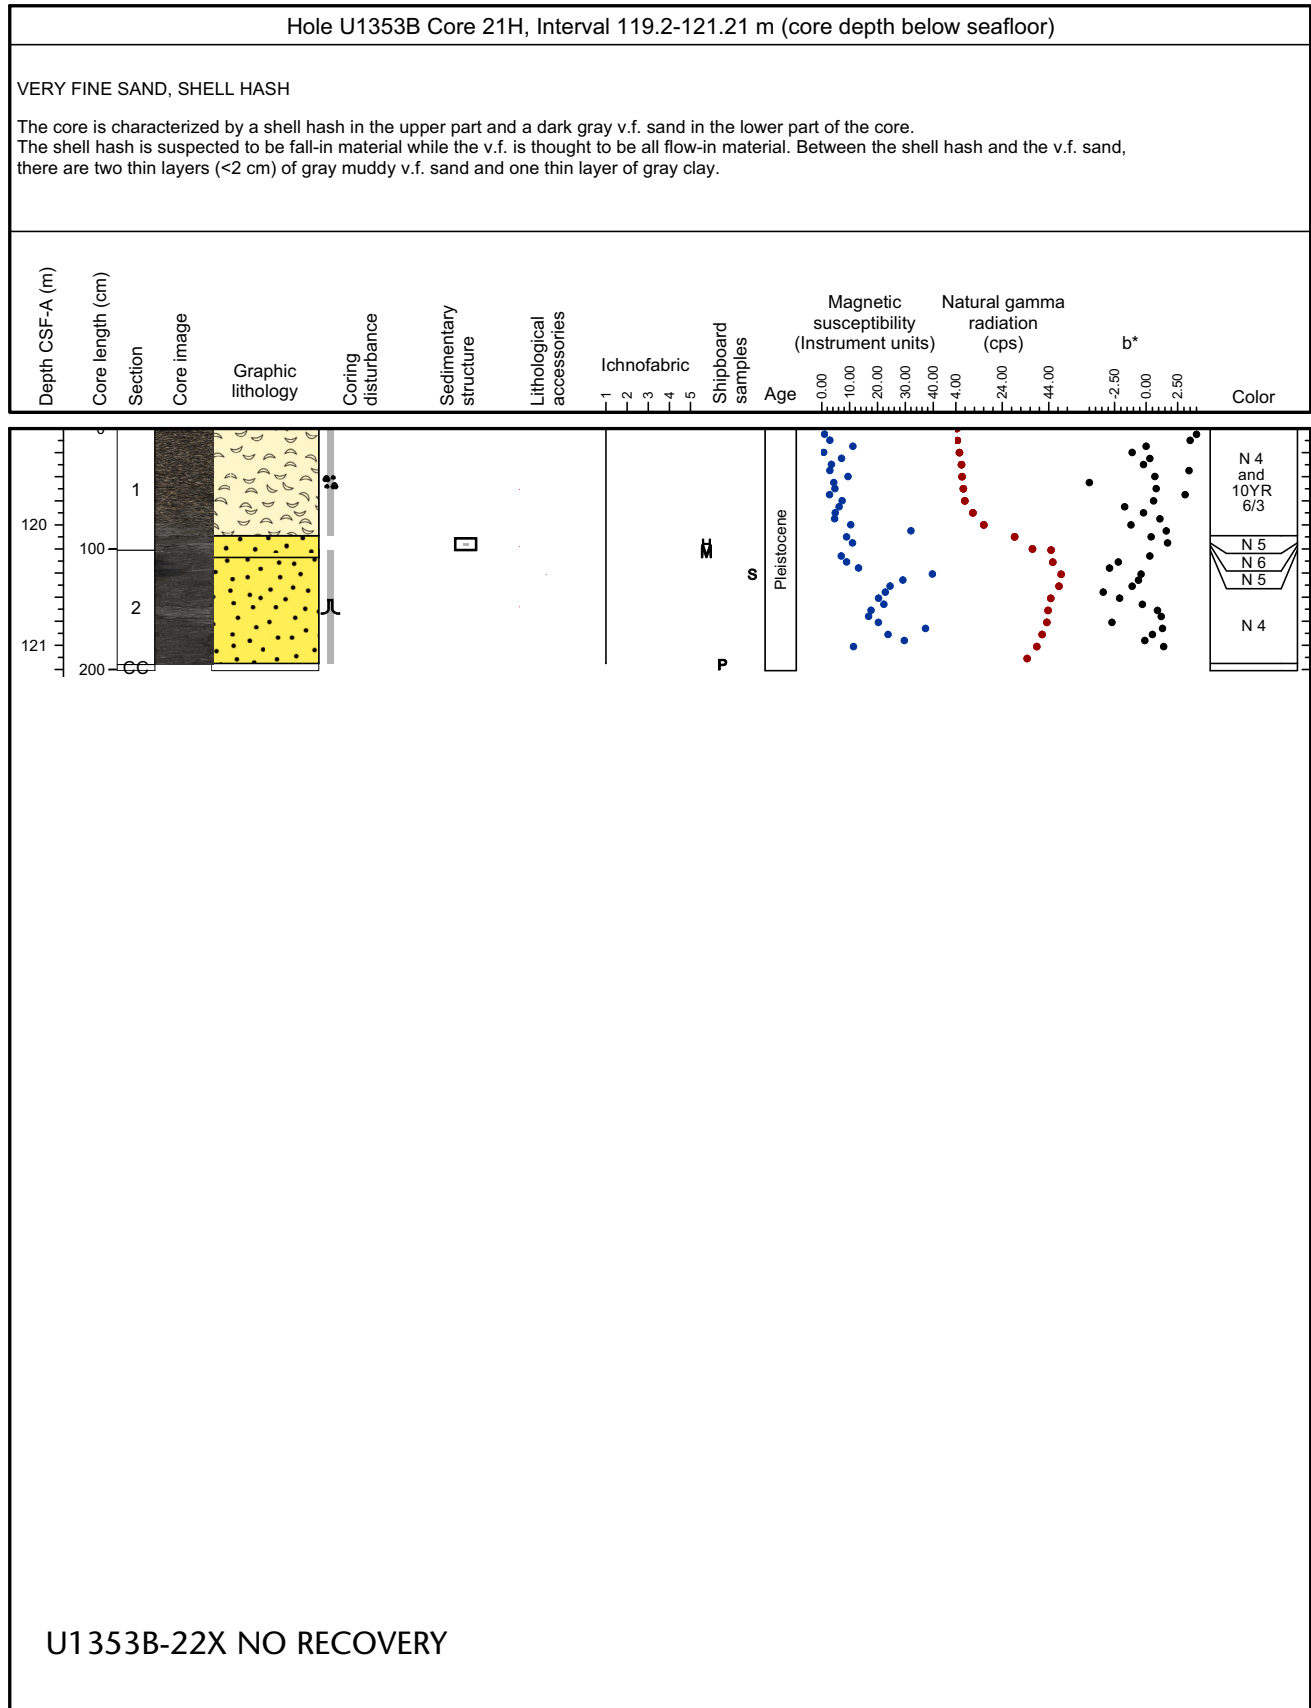 Hole U1353B Core 21H, Interval 119.2-121.21 m (core depth below seafloor)
VERY FINE SAND, SHELL HASH
The core is characterized by a shell hash in the upper part and a dark gray v.f. sand in the lower part of the core.
The shell hash is suspected to be fall-in material while the v.f. is thought to be all flow-in material. Between the shell hash and the v.f. sand,
there are two thin layers (<2 cm) of gray muddy v.f. sand and one thin layer of gray clay.
Depth CSF-A (m)
Core length (cm)
Section
Core image
Graphic
lithology
Coring
disturbance
Sedimentary
structure
Lithological
accessories
Ichnofabric
1 2 3 4 5
Shipboard
samples
Age
Magnetic
susceptibility
(Instrument units)
0.00 10.00 20.00 30.00 40.00
Natural gamma
radiation
(cps)
4.00 24.00 44.00
b*
-2.50 0.00 2.50
Color
0
100
200
120
121
1
2
CC
H
M
S
P
Pleistocene
N 4
and
10YR
6/3
N 5
N 6
N 5
N 4
U1353B-22X NO RECOVERY